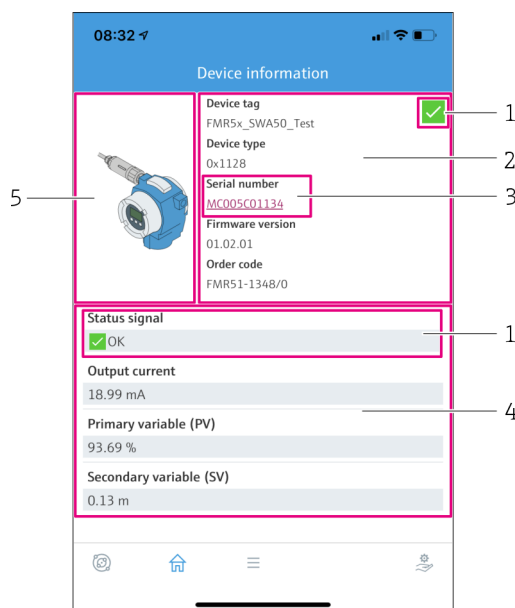 08:32
Device information
Device tag
FMR5x_SWA50_Test
Device type
0x1128
Serial number
MC005C01134
Firmware version
01.02.01
Order code
FMR51-1348/0
1
2
3
5
Status signal
OK
1
Output current
18.99 mA
4
Primary variable (PV)
93.69 %
Secondary variable (SV)
0.13 m